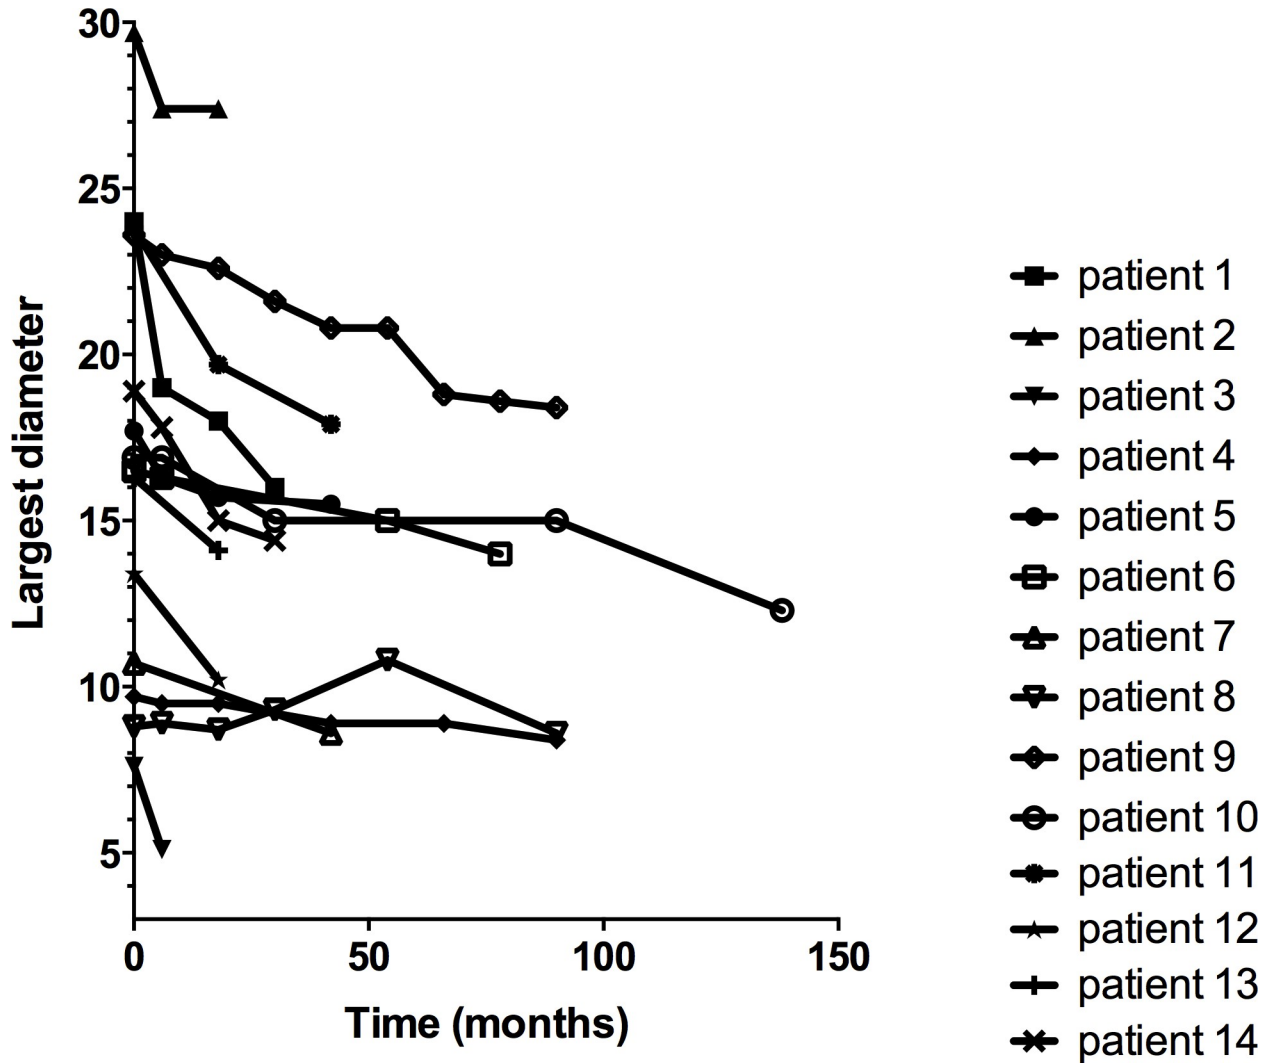 30
25
20
15
10
5
0
50
100
150
Largest diameter
Time (months)
patient 1
patient 2
patient 3
patient 4
patient 5
patient 6
patient 7
patient 8
patient 9
patient 10
patient 11
patient 12
patient 13
patient 14